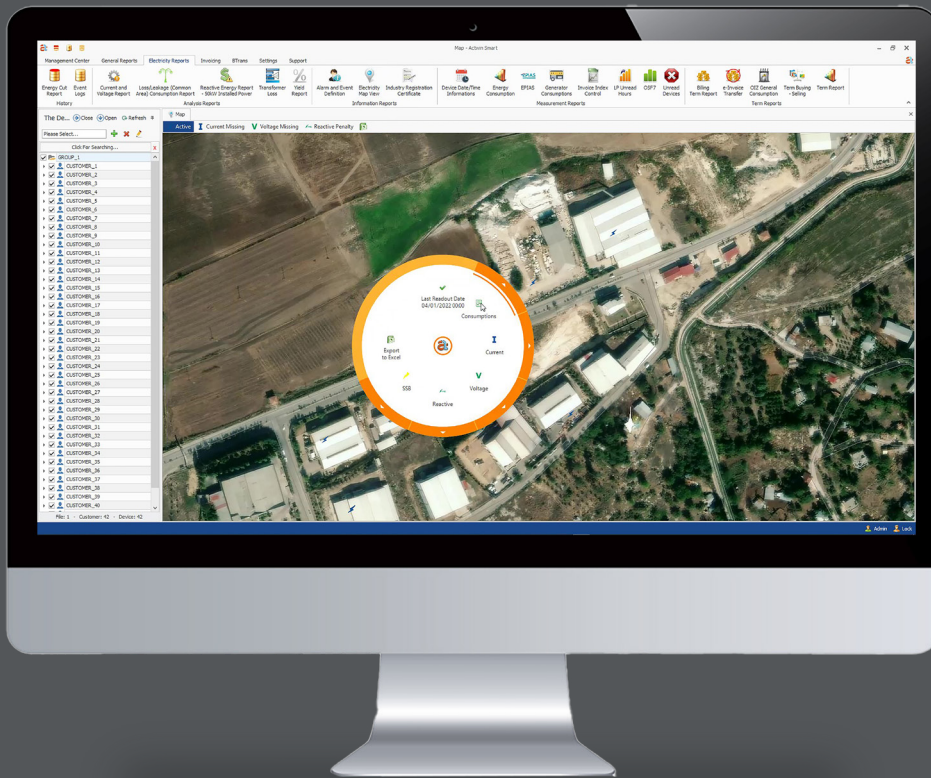 Map - Activin Smart
Management Center General Reports Electricity Reports Invoicing BTrans Settings Support
Energy Cut Report
Event Logs
Current and Voltage Report
Loss/Leakage (Common Area) Consumption Report
Reactive Energy Report - 50kW Installed Power
Transformer Loss
Yield Report
Alarm and Event Definition
Electricity Map View
Industry Registration Certificate
Device Date/Time Informations
Energy Consumption
EPIAS
EPIAS
Generator Consumptions
Invoice Index Control
LP Unread Hours
OSF7
Unread Devices
Billing Term Report
e-Invoice Transfer
OIZ General Consumption
Term Buying - Selling
Term Report
History Analysis Reports Information Reports Measurement Reports Term Reports
The De... Close Open Refresh
Map
Please Select...
Active Current Missing Voltage Missing Reactive Penalty
Click For Searching... x
GROUP_1
CUSTOMER_1
CUSTOMER_2
CUSTOMER_3
CUSTOMER_4
CUSTOMER_5
CUSTOMER_6
CUSTOMER_7
CUSTOMER_8
CUSTOMER_9
CUSTOMER_10
CUSTOMER_11
CUSTOMER_12
CUSTOMER_13
CUSTOMER_14
CUSTOMER_15
CUSTOMER_16
CUSTOMER_17
CUSTOMER_18
CUSTOMER_19
CUSTOMER_20
CUSTOMER_21
CUSTOMER_22
CUSTOMER_23
CUSTOMER_24
CUSTOMER_25
CUSTOMER_26
CUSTOMER_27
CUSTOMER_28
CUSTOMER_29
CUSTOMER_30
CUSTOMER_31
CUSTOMER_32
CUSTOMER_33
CUSTOMER_34
CUSTOMER_35
CUSTOMER_36
CUSTOMER_37
CUSTOMER_38
CUSTOMER_39
CUSTOMER_40
File: 1 - Customer: 42 - Device: 42
Last Readout Date
04/01/2022 00:00
Consumptions
Export
to Excel
Current
SSB
Voltage
Reactive
Admin Lock